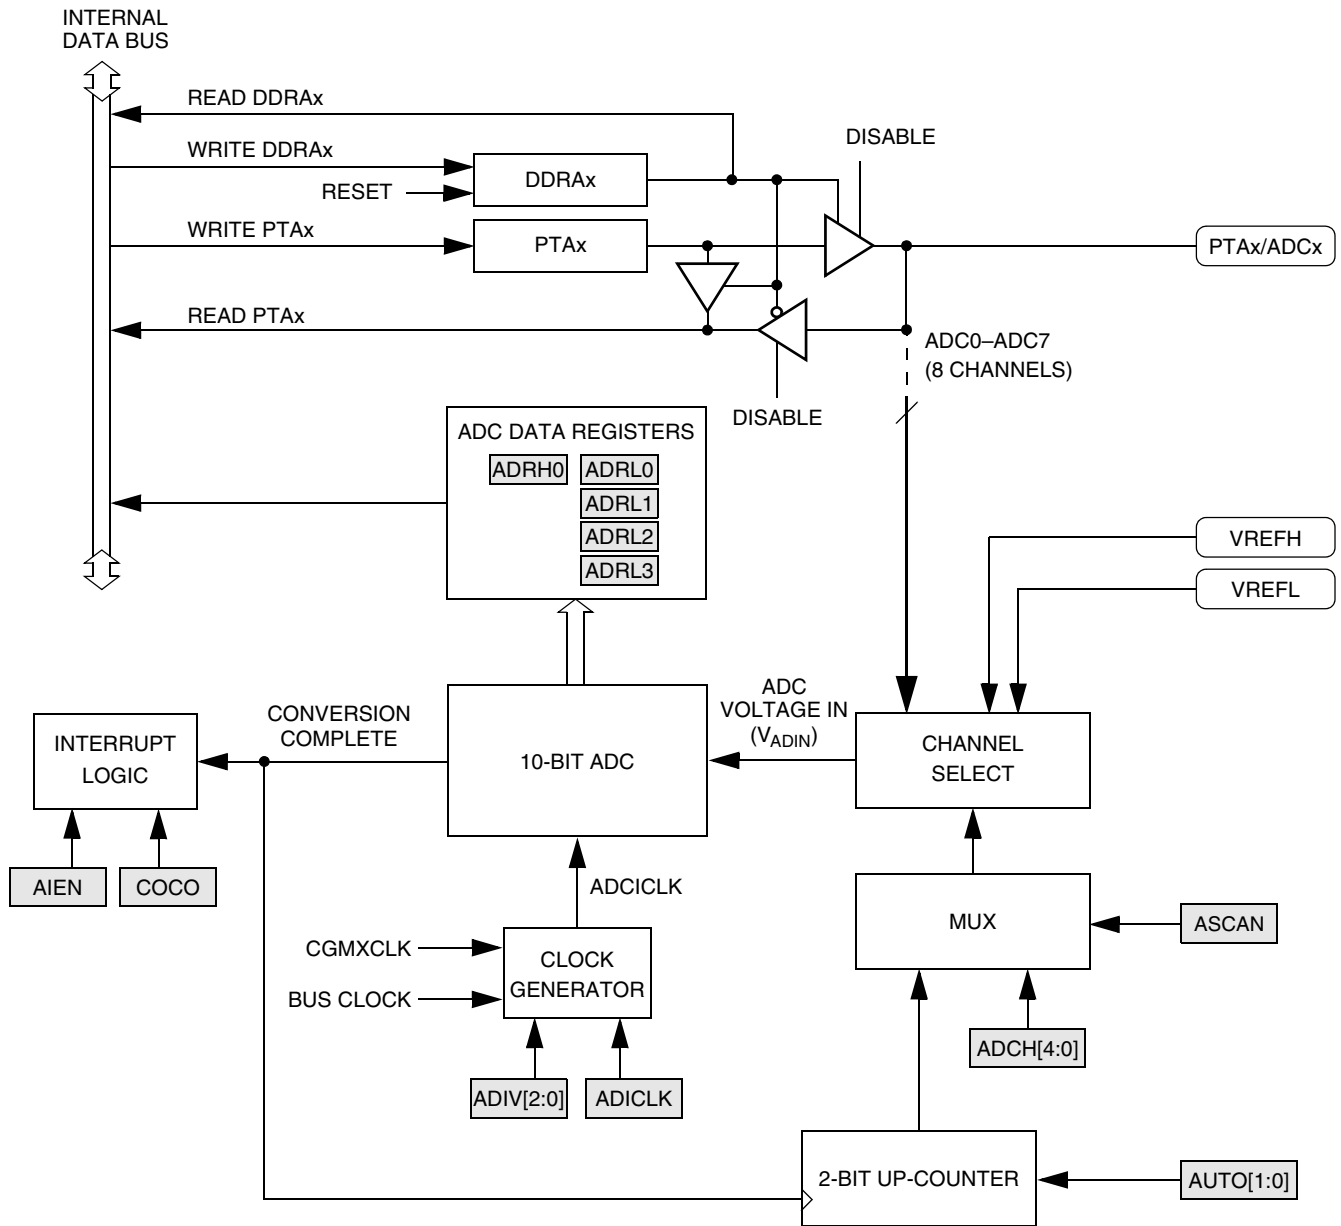 INTERNAL
DATA BUS
READ DDRAx
WRITE DDRAx
RESET
DDRAx
DISABLE
WRITE PTAx
PTAx
PTAx/ADCx
READ PTAx
ADC0–ADC7
(8 CHANNELS)
DISABLE
ADC DATA REGISTERS
ADRH0
ADRL0
ADRL1
ADRL2
ADRL3
VREFH
VREFL
INTERRUPT
LOGIC
CONVERSION
COMPLETE
10-BIT ADC
ADC
VOLTAGE IN
(VADIN)
CHANNEL
SELECT
AIEN
COCO
ADCICLK
MUX
ASCAN
CGMXCLK
BUS CLOCK
CLOCK
GENERATOR
ADCH[4:0]
ADIV[2:0]
ADICLK
2-BIT UP-COUNTER
AUTO[1:0]